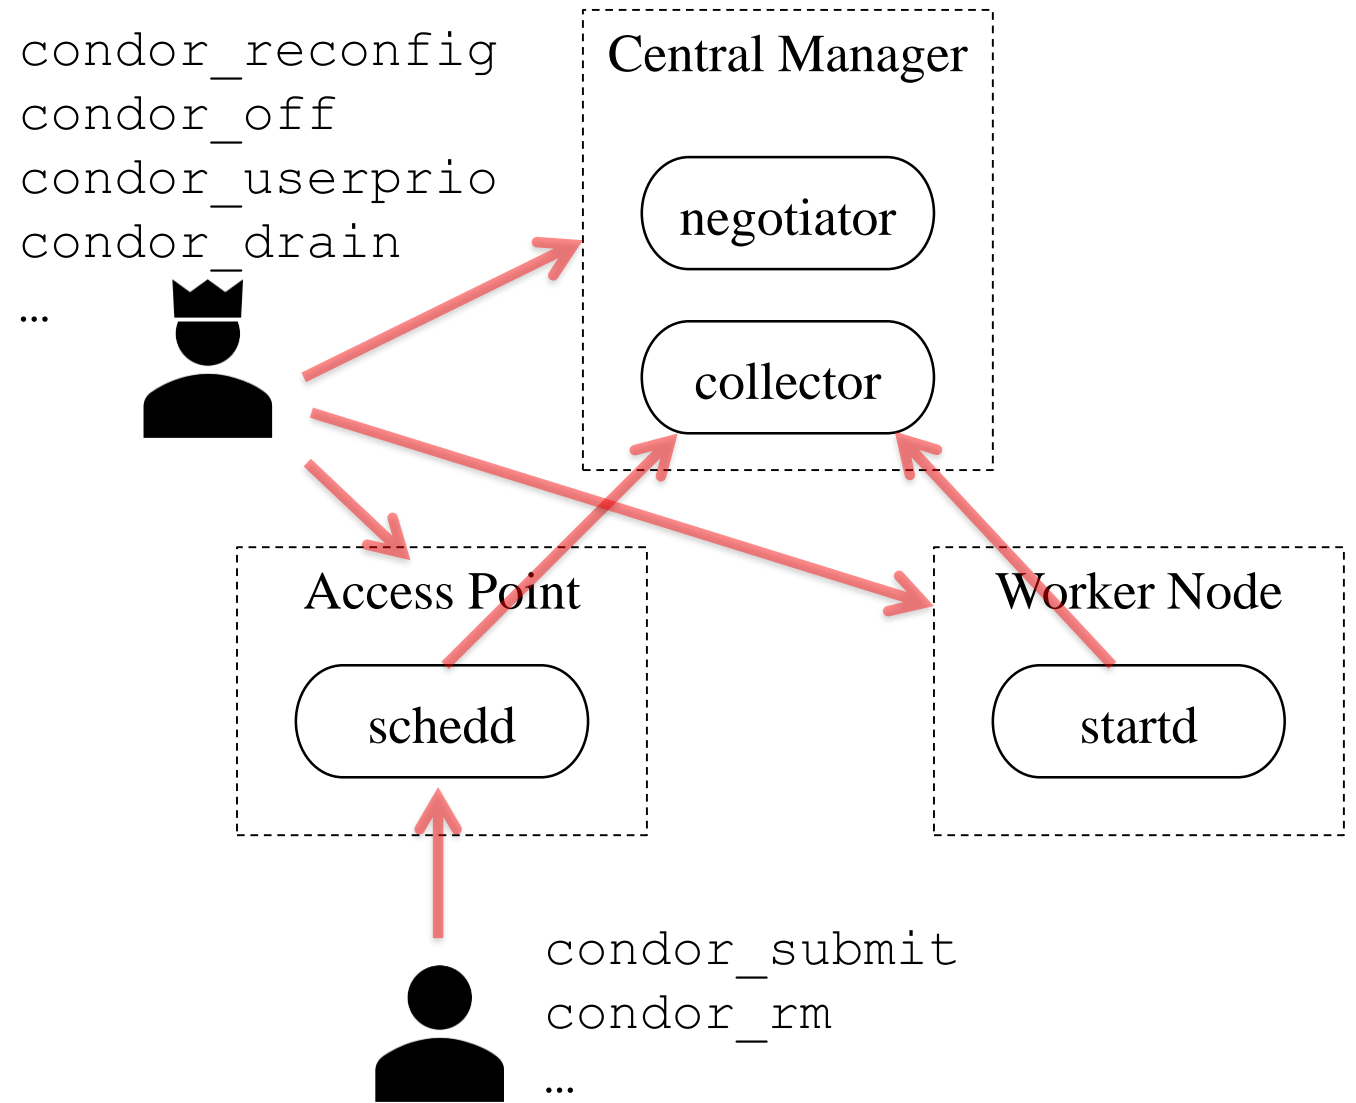 condor_reconfig
condor_off
condor_userprio
condor_drain
...
Central Manager
negotiator
collector
Access Point
schedd
Worker Node
startd
condor_submit
condor_rm
...